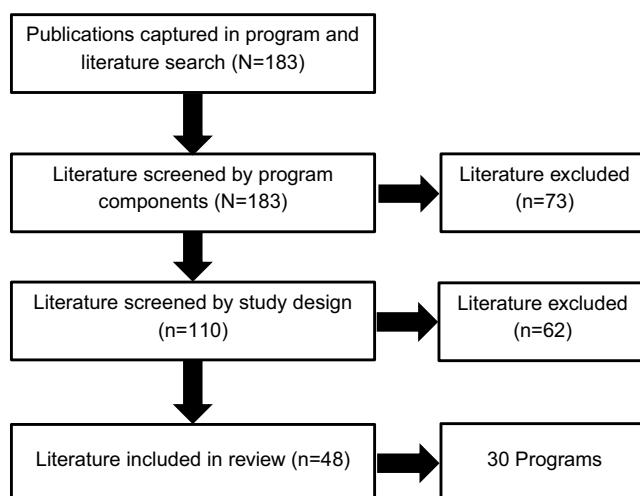 Publications captured in program and
literature search (N=183)
Literature screened by program
components (N=183)
Literature excluded
(n=73)
Literature screened by study design
(n=110)
Literature excluded
(n=62)
Literature included in review (n=48)
30 Programs